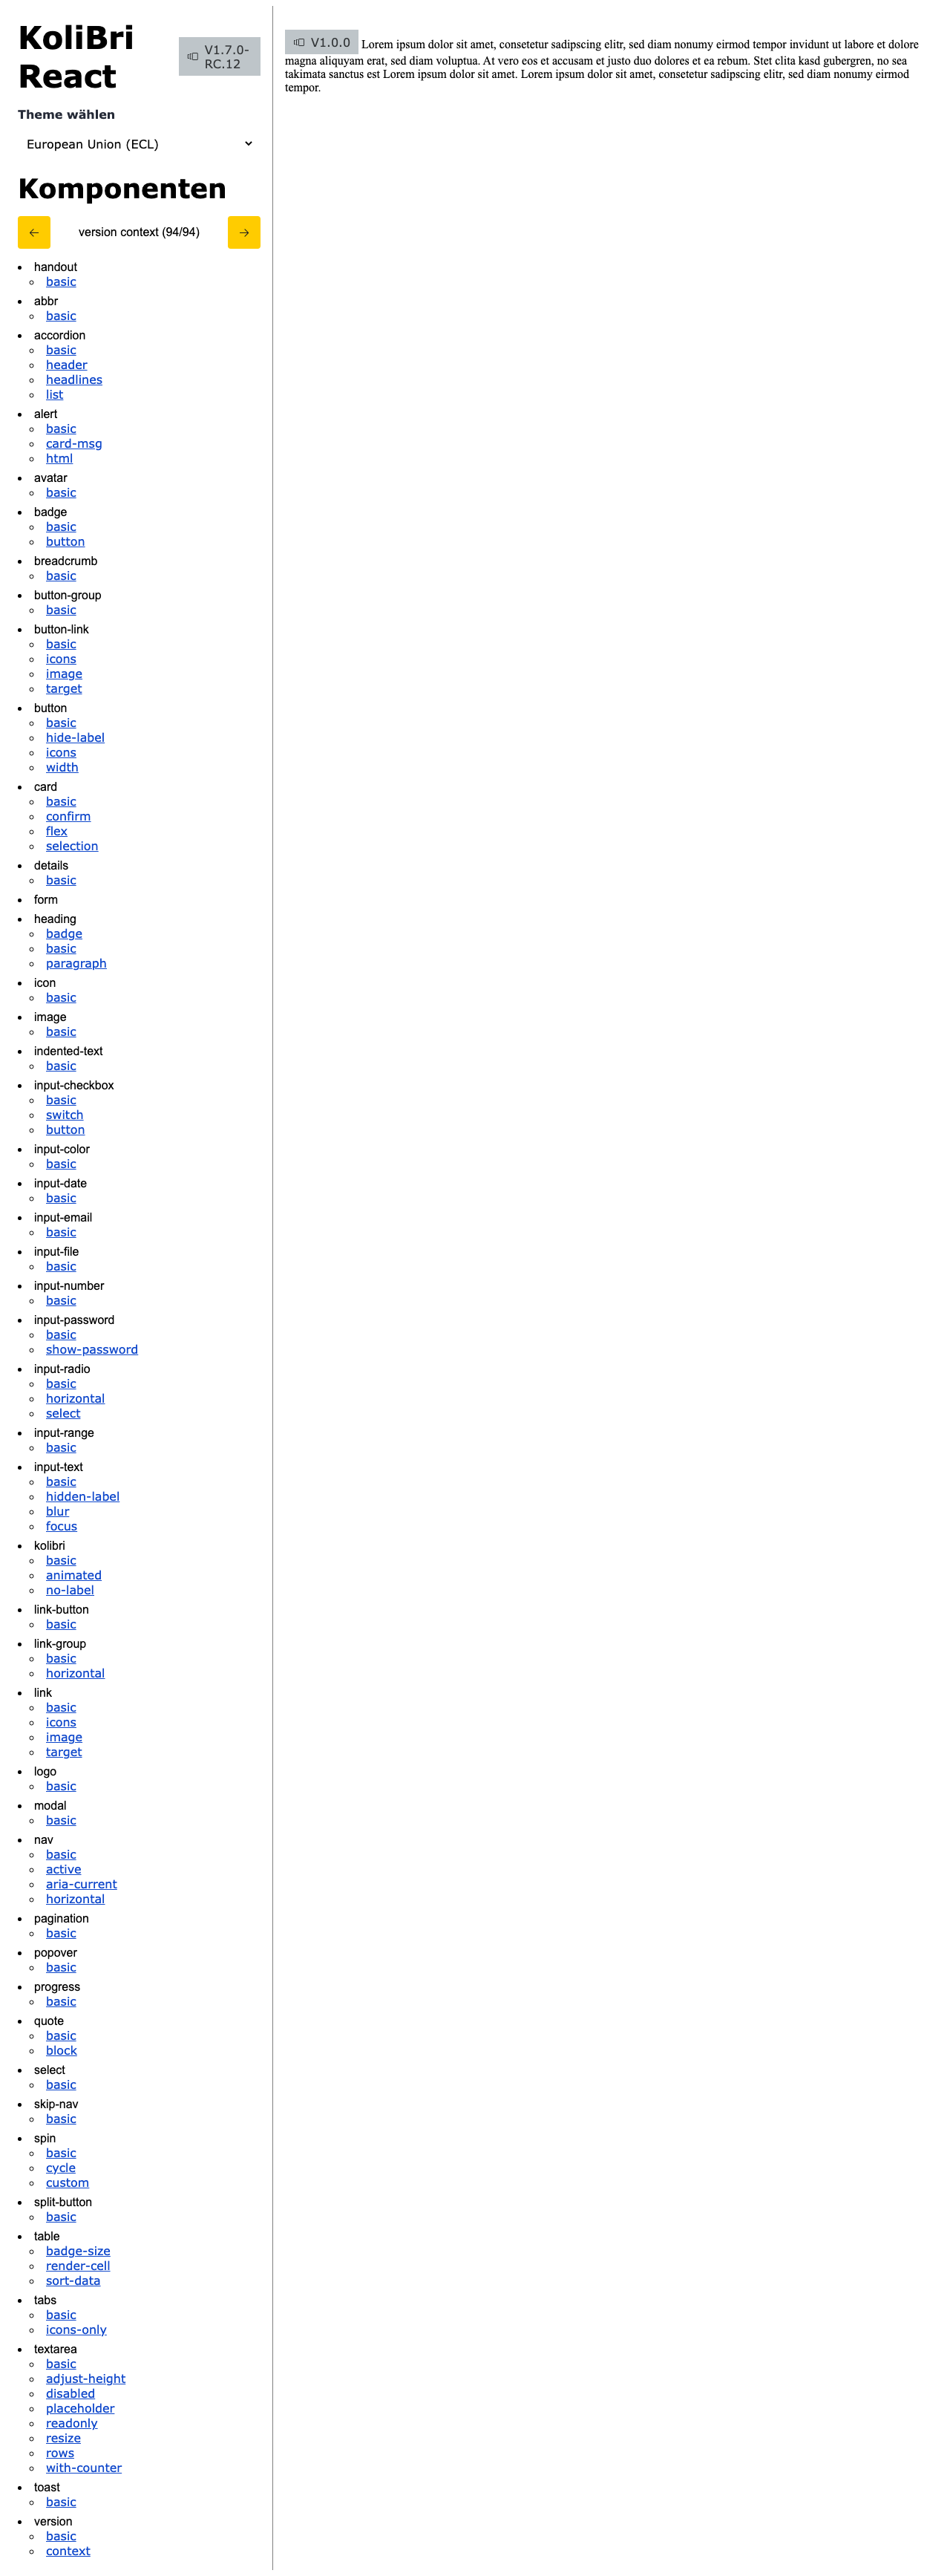 KoliBri
React
V1.7.0-
RC.12
Theme wählen
European Union (ECL)
Komponenten
← version context (94/94) →
handout
basic
abbr
basic
accordion
basic
header
headlines
list
alert
basic
card-msg
html
avatar
basic
badge
basic
button
breadcrumb
basic
button-group
basic
button-link
basic
icons
image
target
button
basic
hide-label
icons
width
card
basic
confirm
flex
selection
details
basic
form
heading
badge
basic
paragraph
icon
basic
image
basic
indented-text
basic
input-checkbox
basic
switch
button
input-color
basic
input-date
basic
input-email
basic
input-file
basic
input-number
basic
input-password
basic
show-password
input-radio
basic
horizontal
select
input-range
basic
input-text
basic
hidden-label
blur
focus
kolibri
basic
animated
no-label
link-button
basic
link-group
basic
horizontal
link
basic
icons
image
target
logo
basic
modal
basic
nav
basic
active
aria-current
horizontal
pagination
basic
popover
basic
progress
basic
quote
basic
block
select
basic
skip-nav
basic
spin
basic
cycle
custom
split-button
basic
table
badge-size
render-cell
sort-data
tabs
basic
icons-only
textarea
basic
adjust-height
disabled
placeholder
readonly
resize
rows
with-counter
toast
basic
version
basic
context
V1.0.0 Lorem ipsum dolor sit amet, consetetur sadipscing elitr, sed diam nonumy eirmod tempor invidunt ut labore et dolore
magna aliquyam erat, sed diam voluptua. At vero eos et accusam et justo duo dolores et ea rebum. Stet clita kasd gubergren, no sea
takimata sanctus est Lorem ipsum dolor sit amet. Lorem ipsum dolor sit amet, consetetur sadipscing elitr, sed diam nonumy eirmod
tempor.